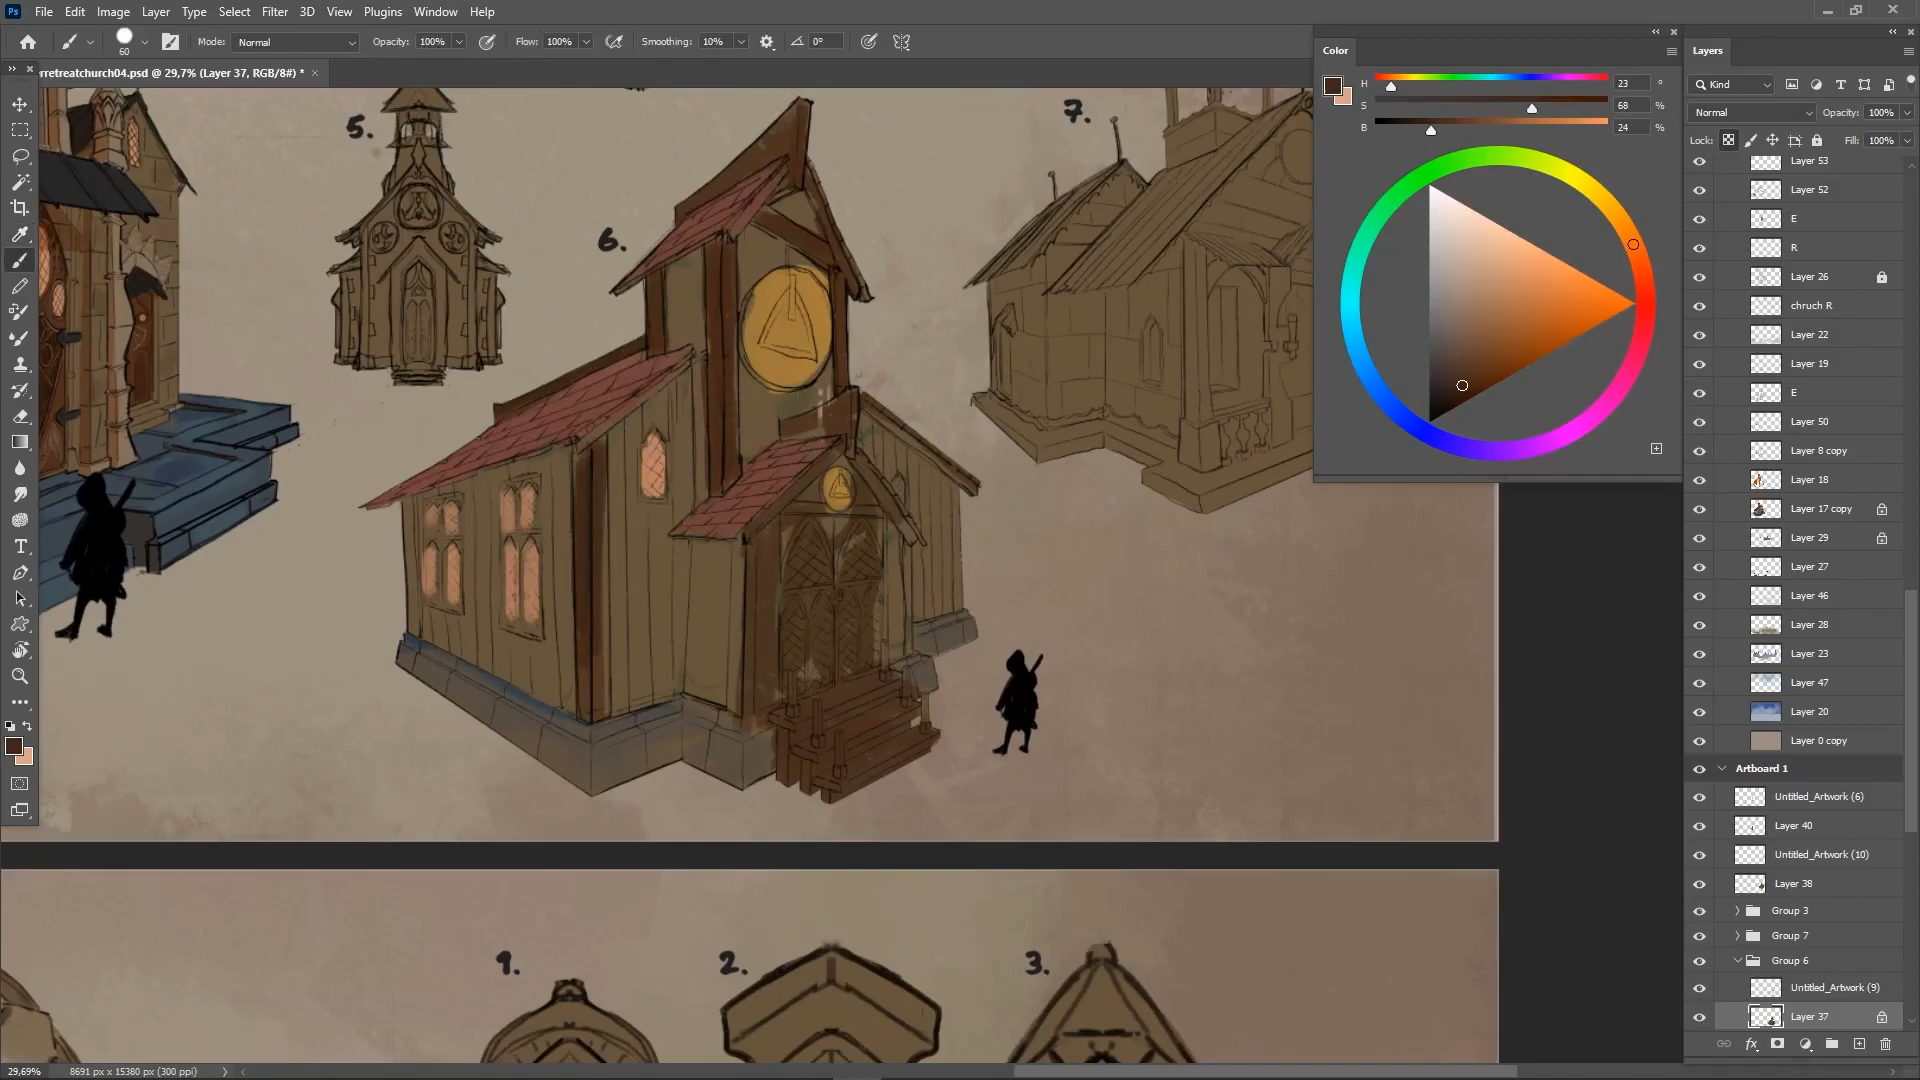 Ps File Edit Image Layer Type Select Filter 3D View Plugins Window Help
60 Mode: Normal Opacity: 100% Flow: 100% Smoothing: 10% 0°
rretreatchurch04.psd @ 29,7% (Layer 37, RGB/8#) * ×
5.
6.
7.
Color
H 23 °
S 68 %
B 24 %
Layers
Kind
Normal Opacity: 100%
Lock: Fill: 100%
Layer 53
Layer 52
E
R
Layer 26
chruch R
Layer 22
Layer 19
E
Layer 50
Layer 8 copy
Layer 18
Layer 17 copy
Layer 29
Layer 27
Layer 46
Layer 28
Layer 23
Layer 47
Layer 20
Layer 0 copy
Artboard 1
Untitled_Artwork (6)
Layer 40
Untitled_Artwork (10)
Layer 38
Group 3
Group 7
Group 6
Untitled_Artwork (9)
Layer 37
1.
2.
3.
29,69% 8691 px x 15380 px (300 ppi)